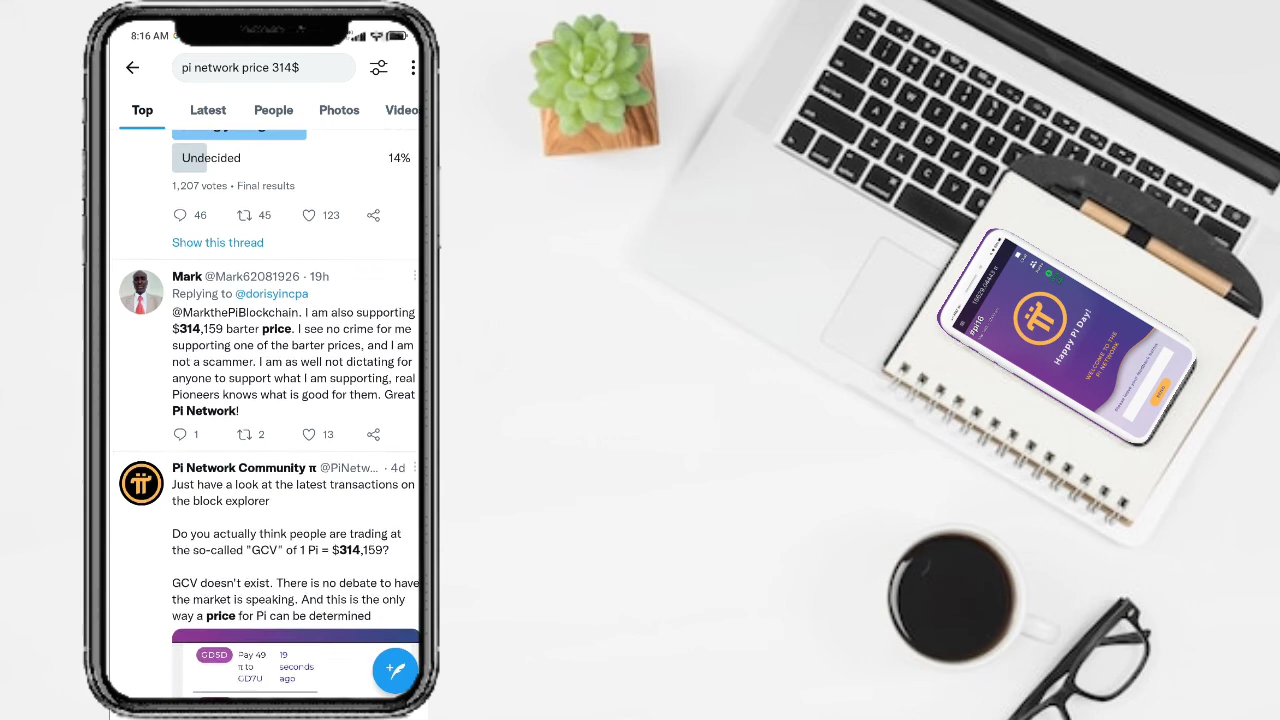 8:16 AM
pi network price 314$
Top Latest People Photos Video
Undecided 14%
1,207 votes • Final results
46 45 123
Show this thread
Mark @Mark62081926 · 19h
Replying to @dorisyincpa
@MarkthePiBlockchain. I am also supporting
$314,159 barter price. I see no crime for me
supporting one of the barter prices, and I am
not a scammer. I am as well not dictating for
anyone to support what I am supporting, real
Pioneers knows what is good for them. Great
Pi Network!
1 2 13
Pi Network Community π @PiNetw... · 4d
Just have a look at the latest transactions on
the block explorer
Do you actually think people are trading at
the so-called "GCV" of 1 Pi = $314,159?
GCV doesn't exist. There is no debate to have
the market is speaking. And this is the only
way a price for Pi can be determined
GDSD Pay 49 19
π to seconds
GD7U ago
Happy Pi Day!
WELCOME TO THE
PI NETWORK